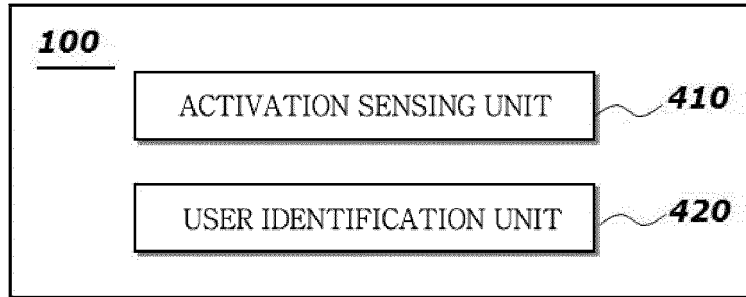 100
ACTIVATION SENSING UNIT
410
USER IDENTIFICATION UNIT
420